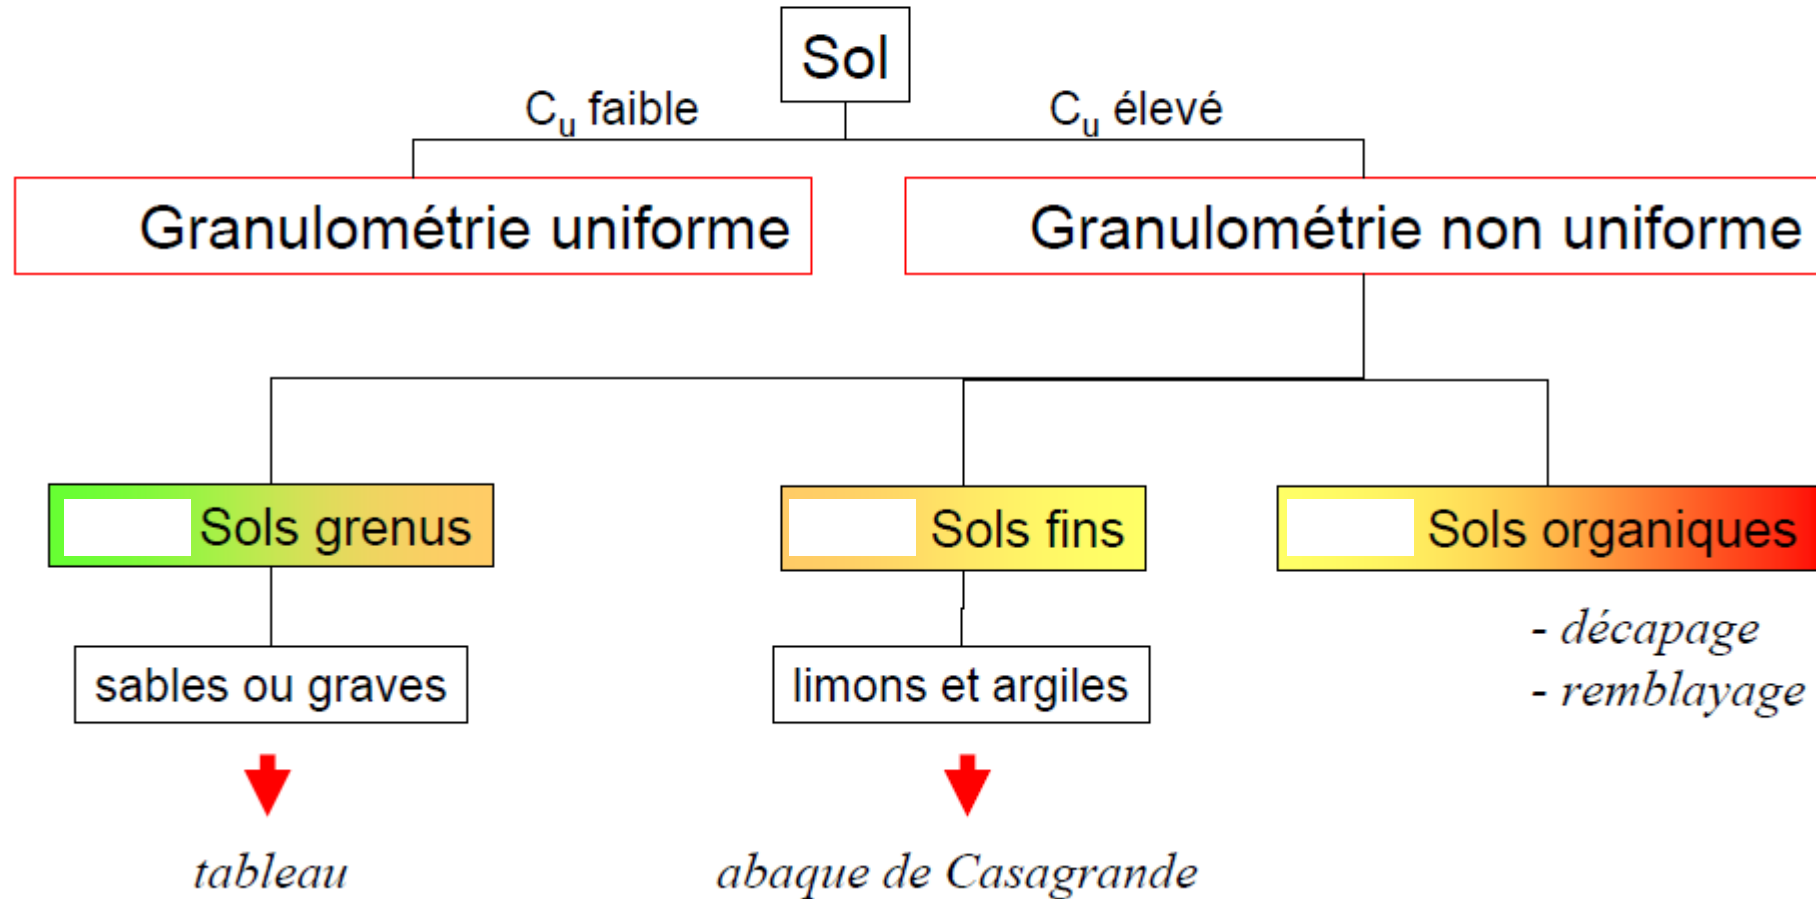 Sol
Cu faible
Cu élevé
Granulométrie uniforme
Granulométrie non uniforme
Sols grenus
Sols fins
Sols organiques
sables ou graves
limons et argiles
- décapage
- remblayage
tableau
abaque de Casagrande